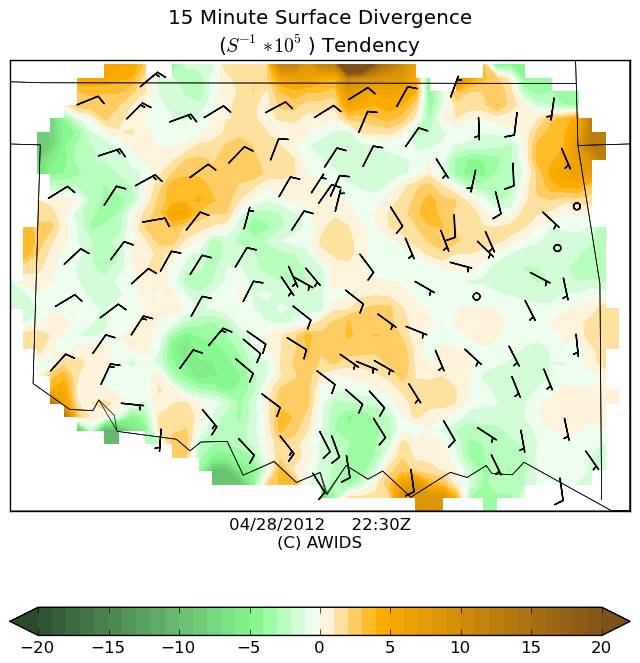 15 Minute Surface Divergence
(S⁻¹ *10⁵ ) Tendency
04/28/2012 22:30Z
(C) AWIDS
−20 −15 −10 −5 0 5 10 15 20